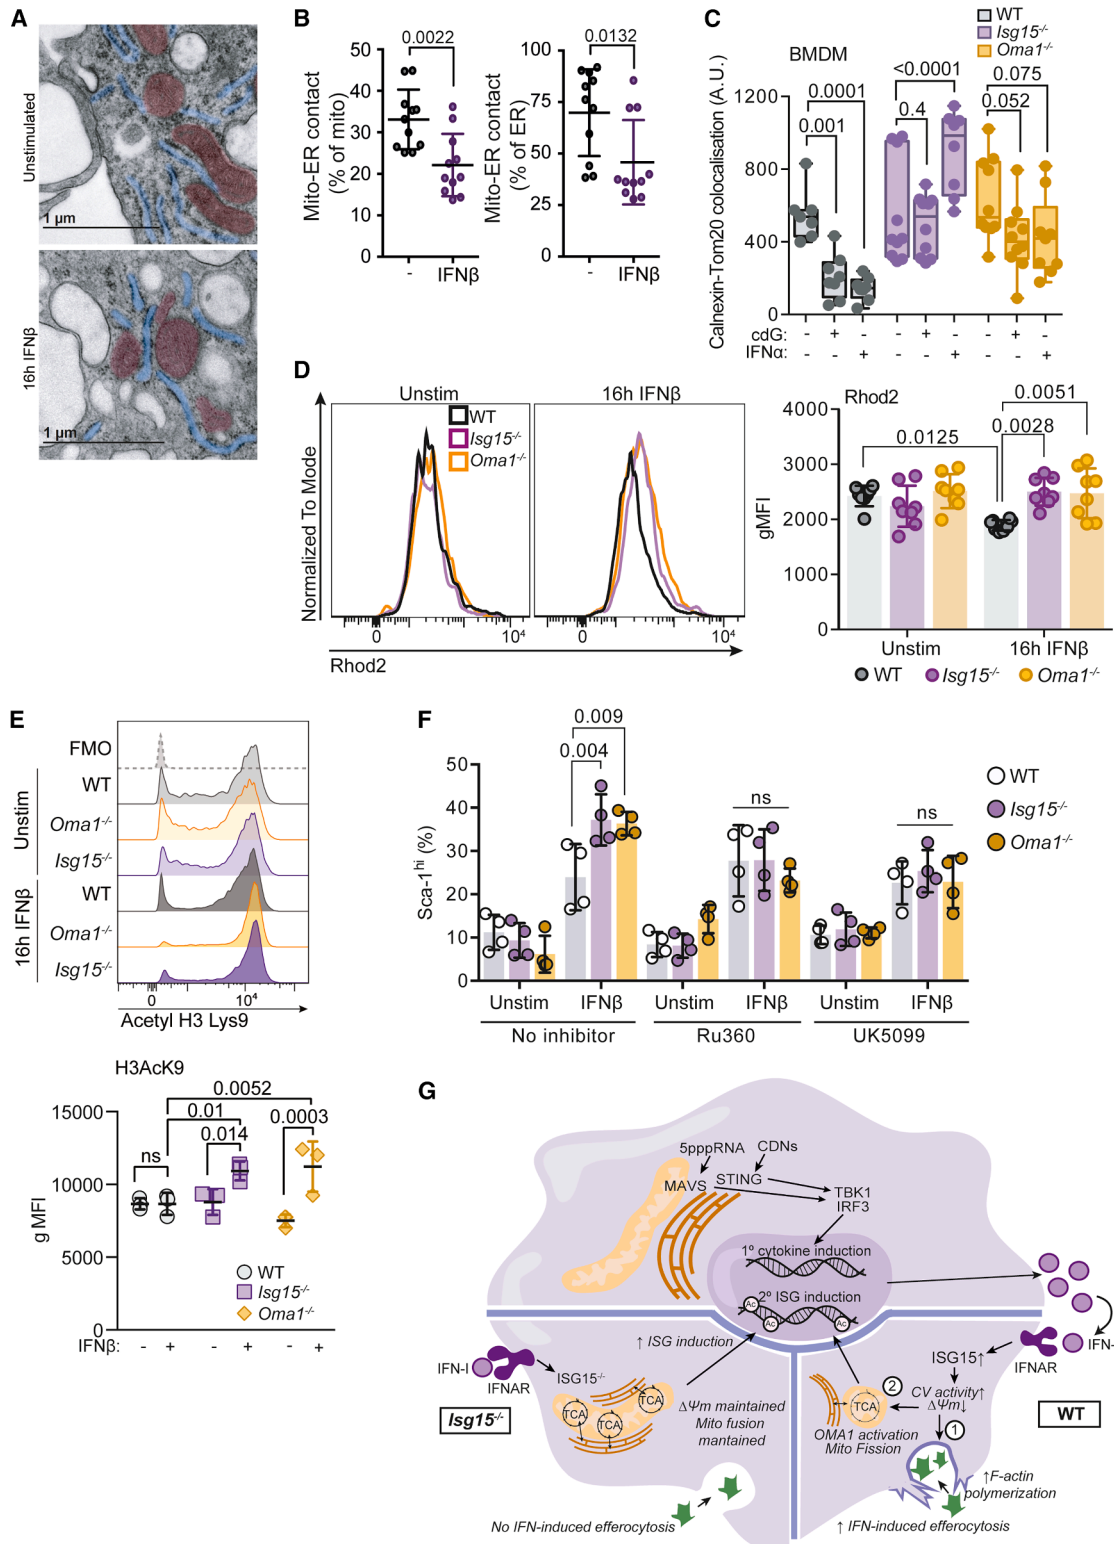 A
Unstimulated
1 µm
16h IFNβ
1 µm
B
0.0022
Mito-ER contact
(% of mito)
50
40
30
20
10
0
-
IFNβ
0.0132
Mito-ER contact
(% of ER)
100
75
50
25
0
-
IFNβ
C
WT
Isg15-/-
Oma1-/-
BMDM
Calnexin-Tom20 colocalisation (A.U.)
1200
800
400
0
0.0001
0.001
<0.0001
0.4
0.075
0.052
cdG: - + - - + - - + -
IFNα: - - + - - + - - +
D
Unstim
16h IFNβ
WT
Isg15-/-
Oma1-/-
Normalized To Mode
0
10⁴
0
10⁴
Rhod2
Rhod2
gMFI
4000
3000
2000
1000
0
0.0125
0.0051
0.0028
Unstim
16h IFNβ
WT
Isg15-/-
Oma1-/-
E
FMO
Unstim
WT
Oma1-/-
Isg15-/-
16h IFNβ
WT
Oma1-/-
Isg15-/-
0
10⁴
Acetyl H3 Lys9
H3AcK9
gMFI
15000
10000
5000
0
0.0052
0.01
0.0003
0.014
ns
WT
Isg15-/-
Oma1-/-
IFNβ: - + - + - +
F
Sca-1hi (%)
50
40
30
20
10
0
0.009
0.004
ns
ns
WT
Isg15-/-
Oma1-/-
Unstim
IFNβ
Unstim
IFNβ
Unstim
IFNβ
No inhibitor
Ru360
UK5099
G
5pppRNA
CDNs
MAVS
STING
TBK1
IRF3
1º cytokine induction
2º ISG induction
Ac
Ac
Ac
↑ ISG induction
IFN-I
IFNAR
ISG15-/-
TCA
TCA
TCA
Isg15-/-
ΔΨm maintained
Mito fusion
mantained
No IFN-induced efferocytosis
IFN-
IFNAR
ISG15↑
CV activity↑
ΔΨm↓
2
1
TCA
OMA1 activation
Mito Fission
WT
↑F-actin
polymerization
↑ IFN-induced efferocytosis